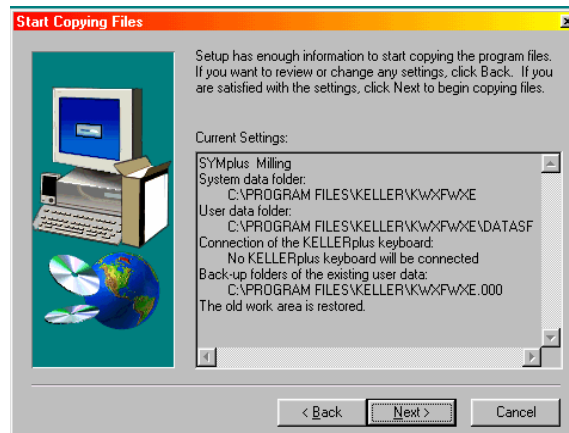 Start Copying Files
Setup has enough information to start copying the program files.
If you want to review or change any settings, click Back. If you
are satisfied with the settings, click Next to begin copying files.
Current Settings:
SYMplus Milling
System data folder:
C:\PROGRAM FILES\KELLER\KWXFWXE
User data folder:
C:\PROGRAM FILES\KELLER\KWXFWXE\DATASF
Connection of the KELLERplus keyboard:
No KELLERplus keyboard will be connected
Back-up folders of the existing user data:
C:\PROGRAM FILES\KELLER\KWXFWXE.000
The old work area is restored.
< Back Next > Cancel